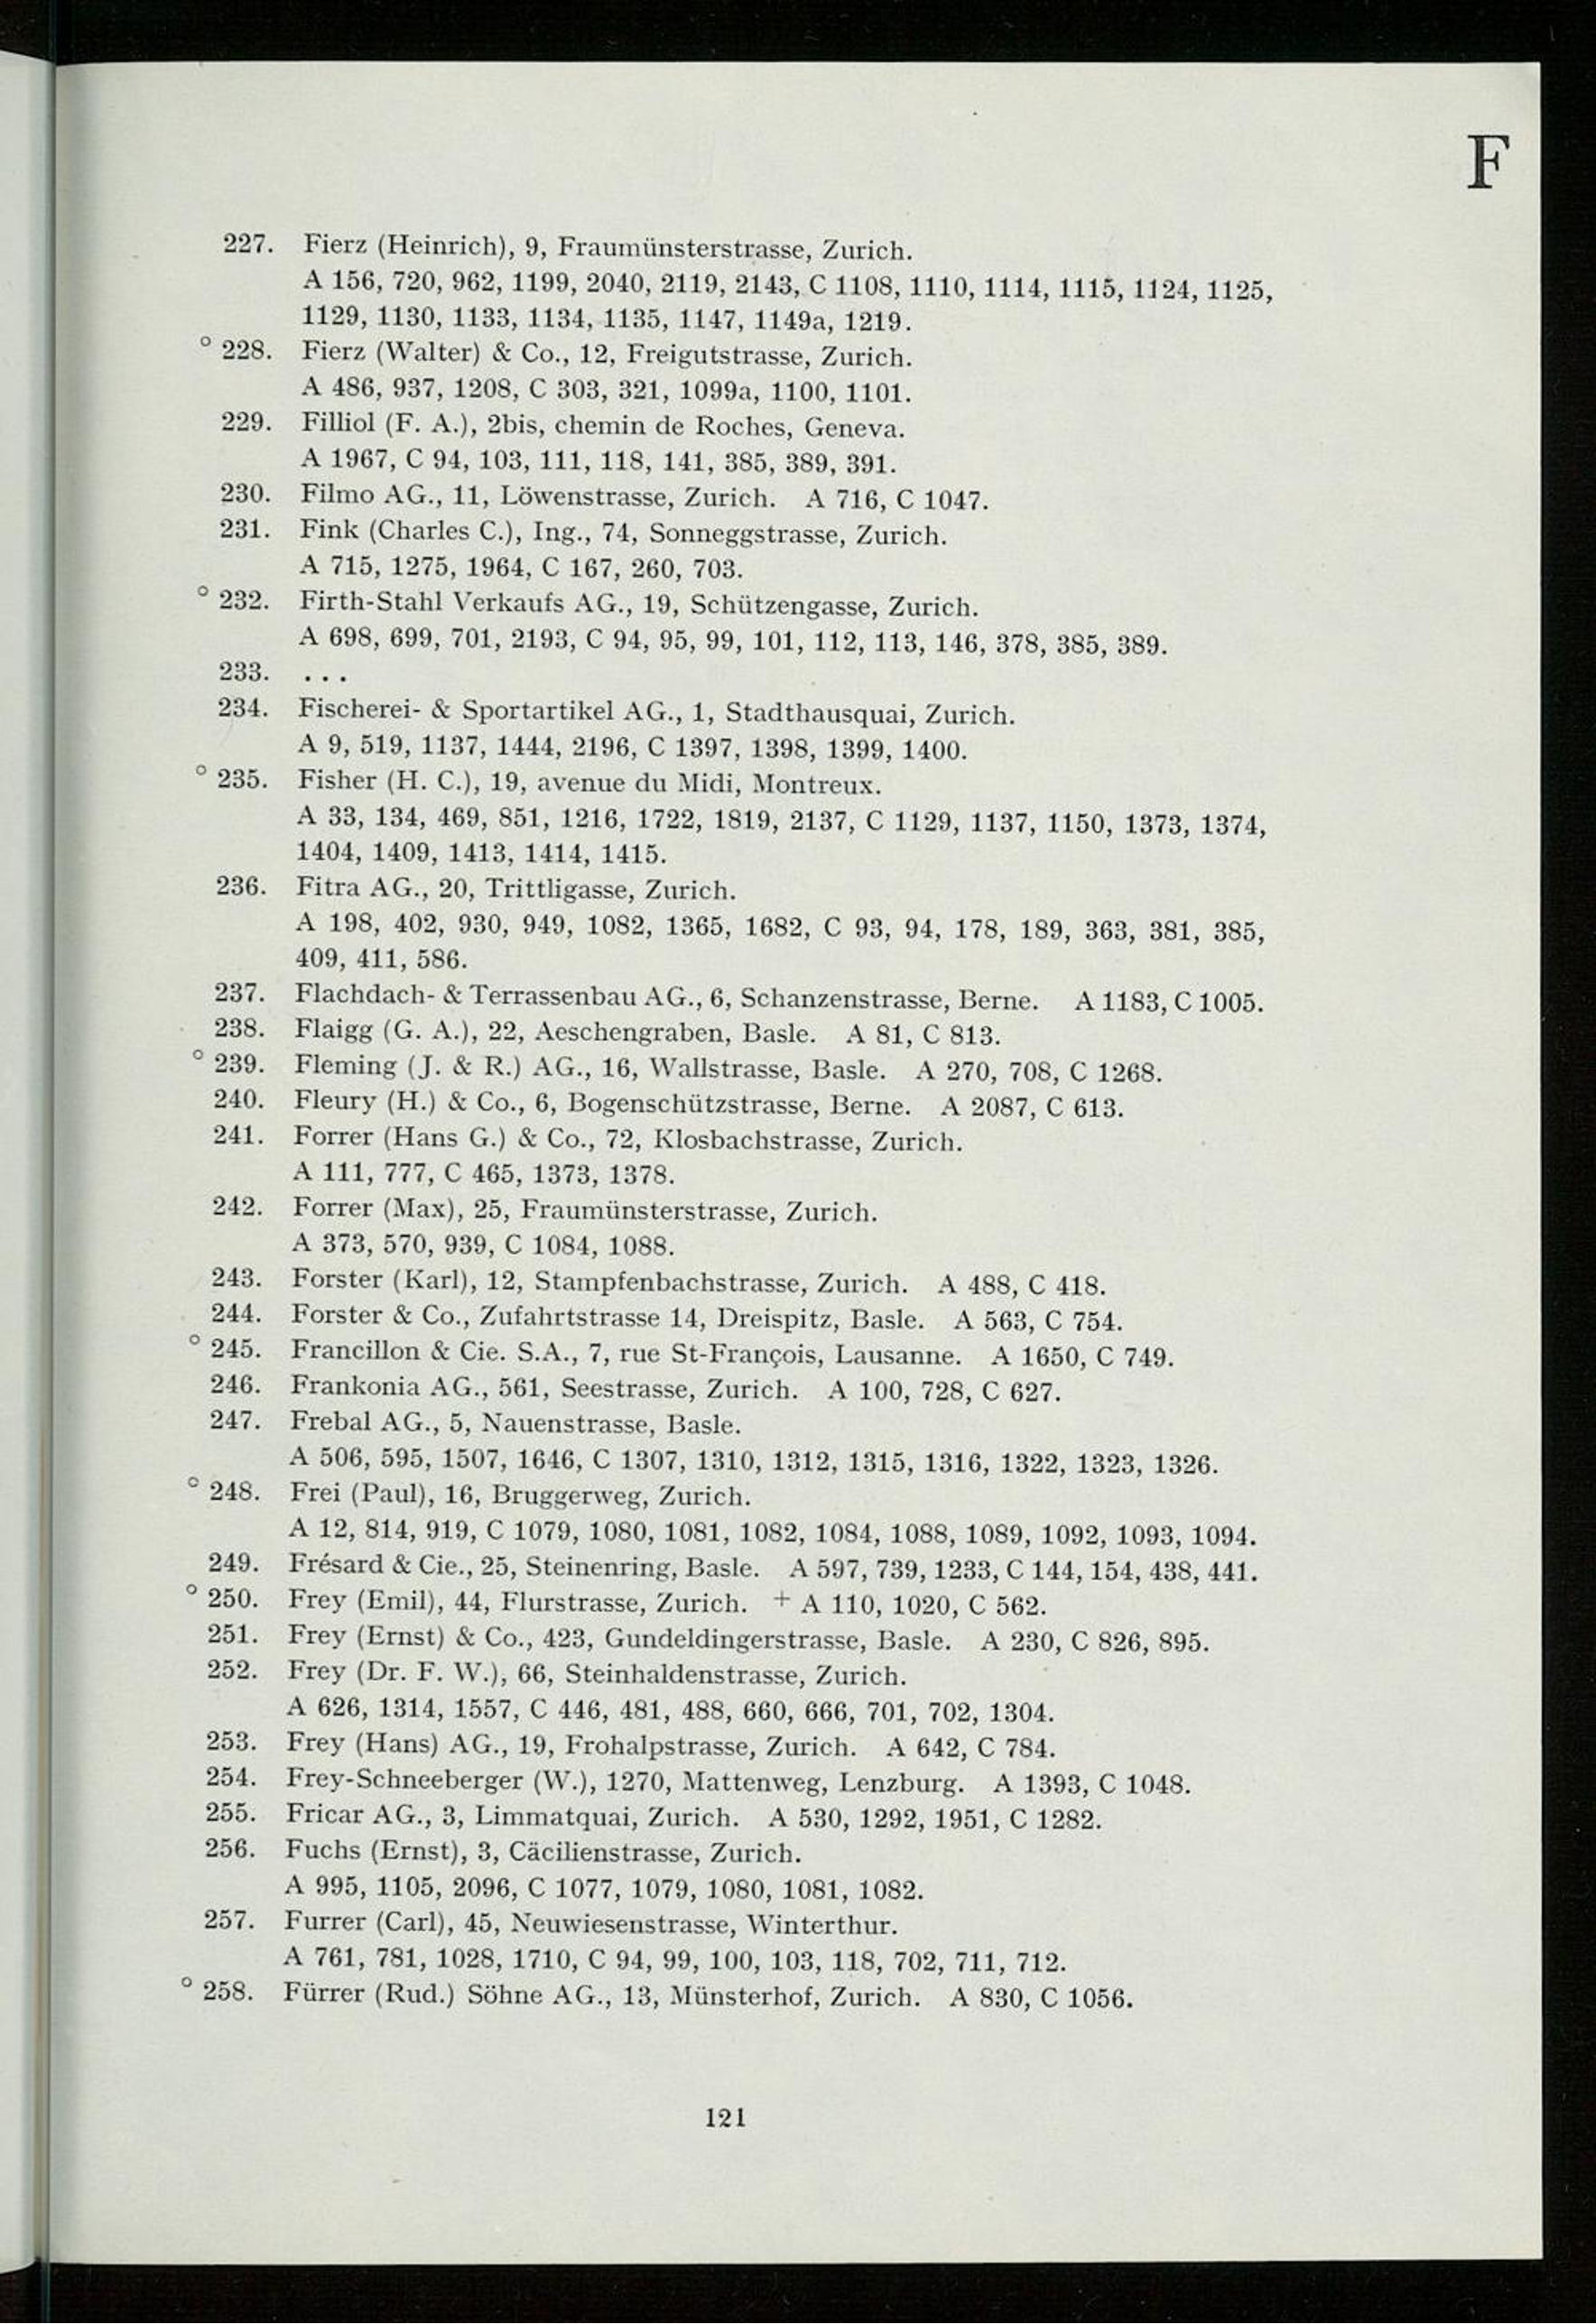 F
227. Fierz (Heinrich), 9, Fraumünsterstrasse, Zurich.
A 156, 720, 962, 1199, 2040, 2119, 2143, C 1108, 1110, 1114, 1115, 1124, 1125,
1129, 1130, 1133, 1134, 1135, 1147, 1149a, 1219.
° 228. Fierz (Walter) & Co., 12, Freigutstrasse, Zurich.
A 486, 937, 1208, C 303, 321, 1099a, 1100, 1101.
229. Filliol (F. A.), 2bis, chemin de Roches, Geneva.
A 1967, C 94, 103, 111, 118, 141, 385, 389, 391.
230. Filmo AG., 11, Löwenstrasse, Zurich. A 716, C 1047.
231. Fink (Charles C.), Ing., 74, Sonneggstrasse, Zurich.
A 715, 1275, 1964, C 167, 260, 703.
° 232. Firth-Stahl Verkaufs AG., 19, Schützengasse, Zurich.
A 698, 699, 701, 2193, C 94, 95, 99, 101, 112, 113, 146, 378, 385, 389.
233. ...
234. Fischerei- & Sportartikel AG., 1, Stadthausquai, Zurich.
A 9, 519, 1137, 1444, 2196, C 1397, 1398, 1399, 1400.
° 235. Fisher (H. C.), 19, avenue du Midi, Montreux.
A 33, 134, 469, 851, 1216, 1722, 1819, 2137, C 1129, 1137, 1150, 1373, 1374,
1404, 1409, 1413, 1414, 1415.
236. Fitra AG., 20, Trittligasse, Zurich.
A 198, 402, 930, 949, 1082, 1365, 1682, C 93, 94, 178, 189, 363, 381, 385,
409, 411, 586.
237. Flachdach- & Terrassenbau AG., 6, Schanzenstrasse, Berne. A 1183, C 1005.
238. Flaigg (G. A.), 22, Aeschengraben, Basle. A 81, C 813.
° 239. Fleming (J. & R.) AG., 16, Wallstrasse, Basle. A 270, 708, C 1268.
240. Fleury (H.) & Co., 6, Bogenschützstrasse, Berne. A 2087, C 613.
241. Forrer (Hans G.) & Co., 72, Klosbachstrasse, Zurich.
A 111, 777, C 465, 1373, 1378.
242. Forrer (Max), 25, Fraumünsterstrasse, Zurich.
A 373, 570, 939, C 1084, 1088.
243. Forster (Karl), 12, Stampfenbachstrasse, Zurich. A 488, C 418.
244. Forster & Co., Zufahrtstrasse 14, Dreispitz, Basle. A 563, C 754.
° 245. Francillon & Cie. S.A., 7, rue St-François, Lausanne. A 1650, C 749.
246. Frankonia AG., 561, Seestrasse, Zurich. A 100, 728, C 627.
247. Frebal AG., 5, Nauenstrasse, Basle.
A 506, 595, 1507, 1646, C 1307, 1310, 1312, 1315, 1316, 1322, 1323, 1326.
° 248. Frei (Paul), 16, Bruggerweg, Zurich.
A 12, 814, 919, C 1079, 1080, 1081, 1082, 1084, 1088, 1089, 1092, 1093, 1094.
249. Frésard & Cie., 25, Steinenring, Basle. A 597, 739, 1233, C 144, 154, 438, 441.
° 250. Frey (Emil), 44, Flurstrasse, Zurich. + A 110, 1020, C 562.
251. Frey (Ernst) & Co., 423, Gundeldingerstrasse, Basle. A 230, C 826, 895.
252. Frey (Dr. F. W.), 66, Steinhaldenstrasse, Zurich.
A 626, 1314, 1557, C 446, 481, 488, 660, 666, 701, 702, 1304.
253. Frey (Hans) AG., 19, Frohalpstrasse, Zurich. A 642, C 784.
254. Frey-Schneeberger (W.), 1270, Mattenweg, Lenzburg. A 1393, C 1048.
255. Fricar AG., 3, Limmatquai, Zurich. A 530, 1292, 1951, C 1282.
256. Fuchs (Ernst), 3, Cäcilienstrasse, Zurich.
A 995, 1105, 2096, C 1077, 1079, 1080, 1081, 1082.
257. Furrer (Carl), 45, Neuwiesenstrasse, Winterthur.
A 761, 781, 1028, 1710, C 94, 99, 100, 103, 118, 702, 711, 712.
° 258. Fürrer (Rud.) Söhne AG., 13, Münsterhof, Zurich. A 830, C 1056.
121